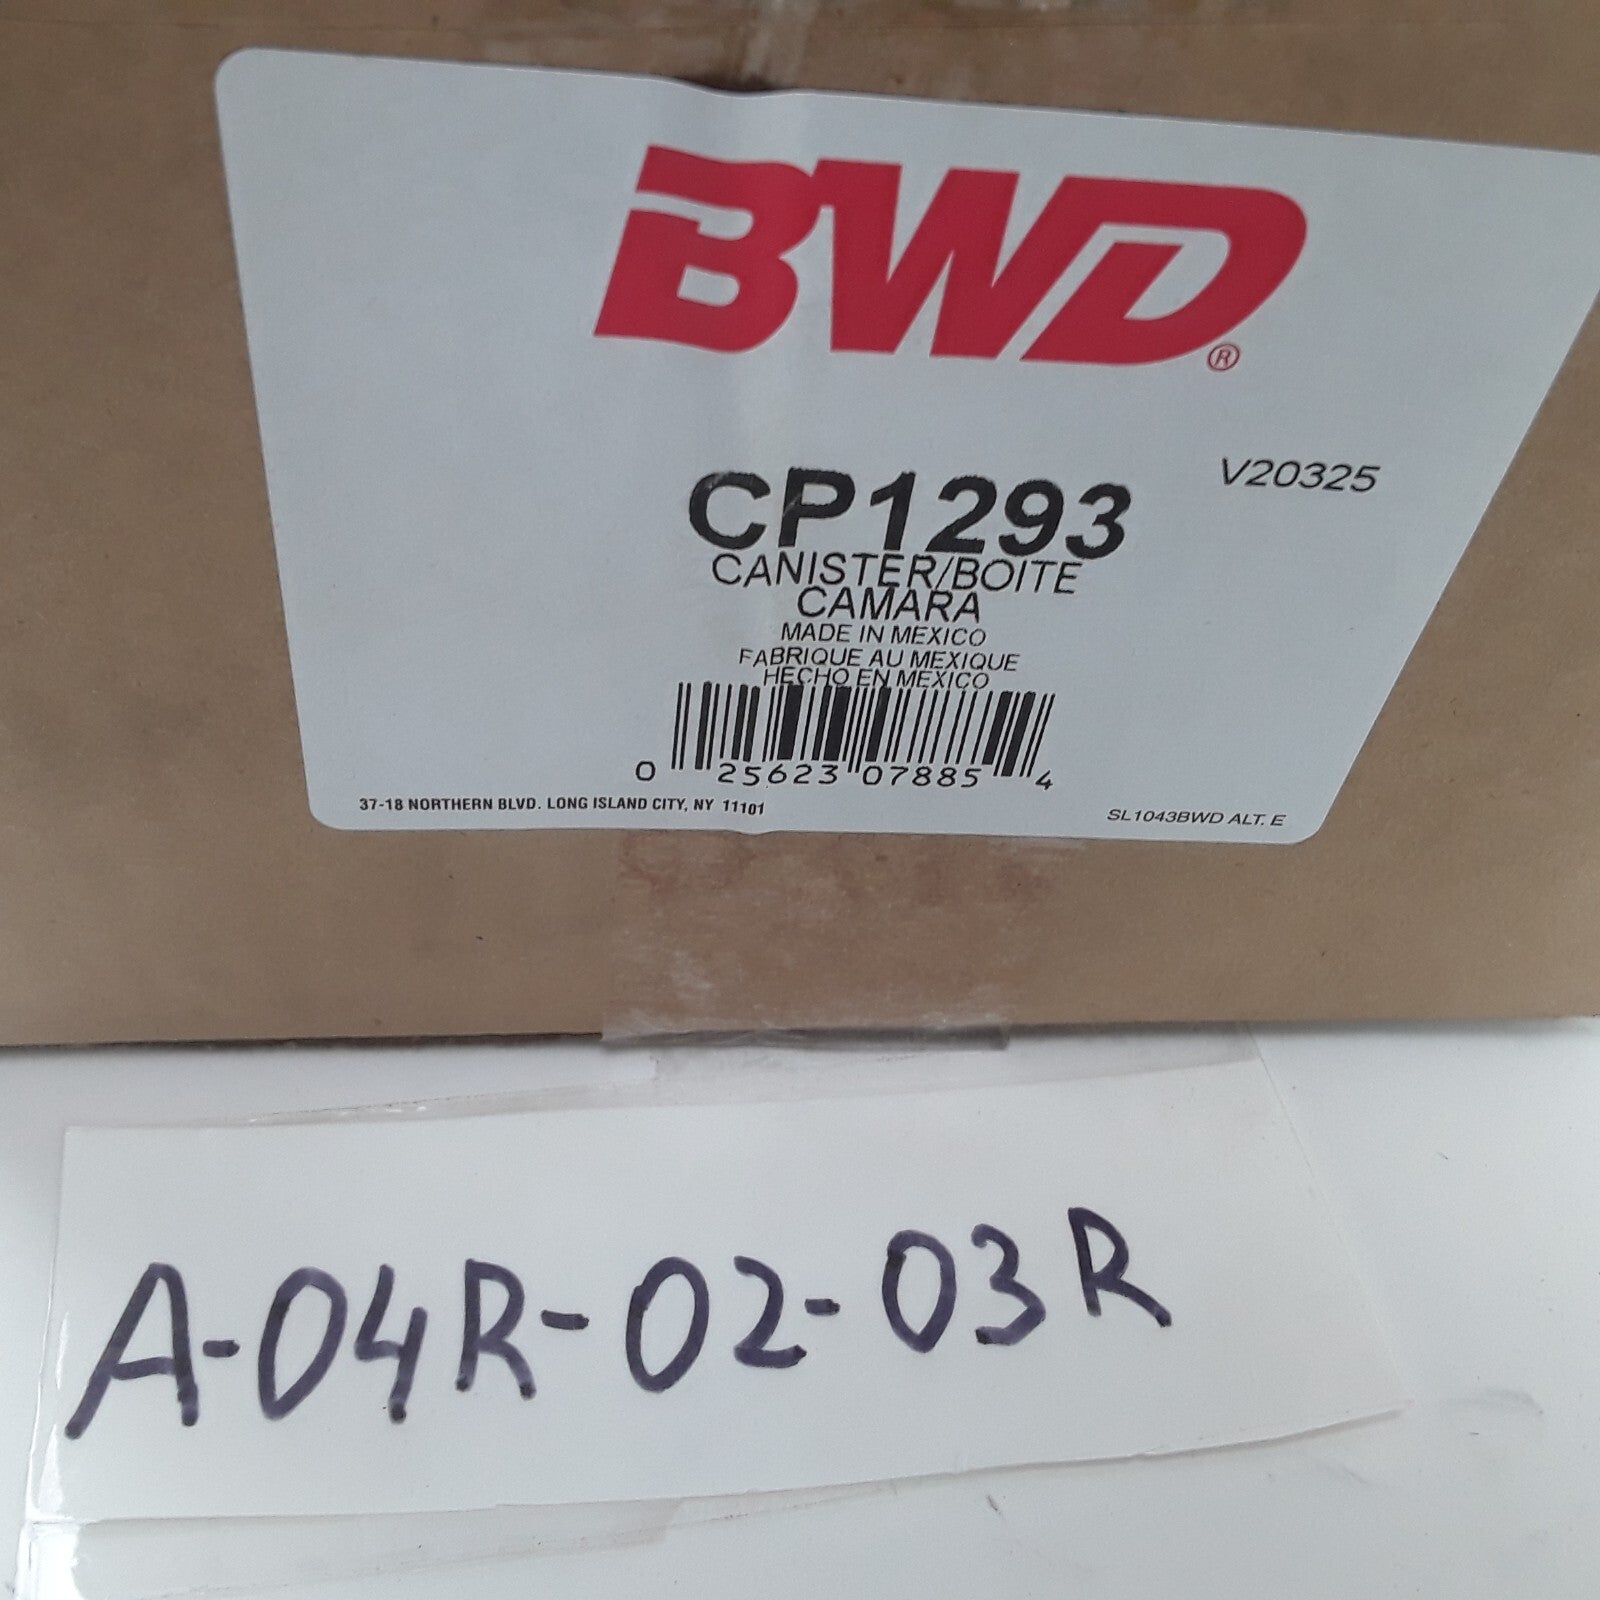 BWD®
V20325
CP1293
CANISTER/BOITE
CAMARA
MADE IN MEXICO
FABRIQUE AU MEXIQUE
HECHO EN MEXICO
0 25623 07885 4
37-18 NORTHERN BLVD. LONG ISLAND CITY, NY 11101
SL1043BWD ALT. E
A-04R-02-03R